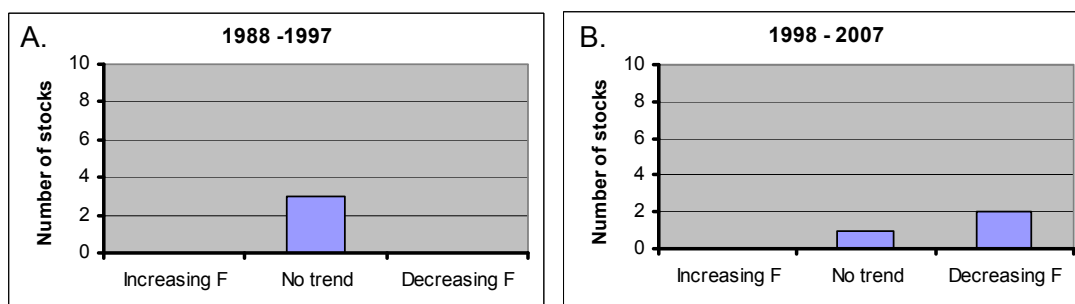 A.
1988 -1997
Number of stocks
10
8
6
4
2
0
Increasing F
No trend
Decreasing F
B.
1998 - 2007
Number of stocks
10
8
6
4
2
0
Increasing F
No trend
Decreasing F